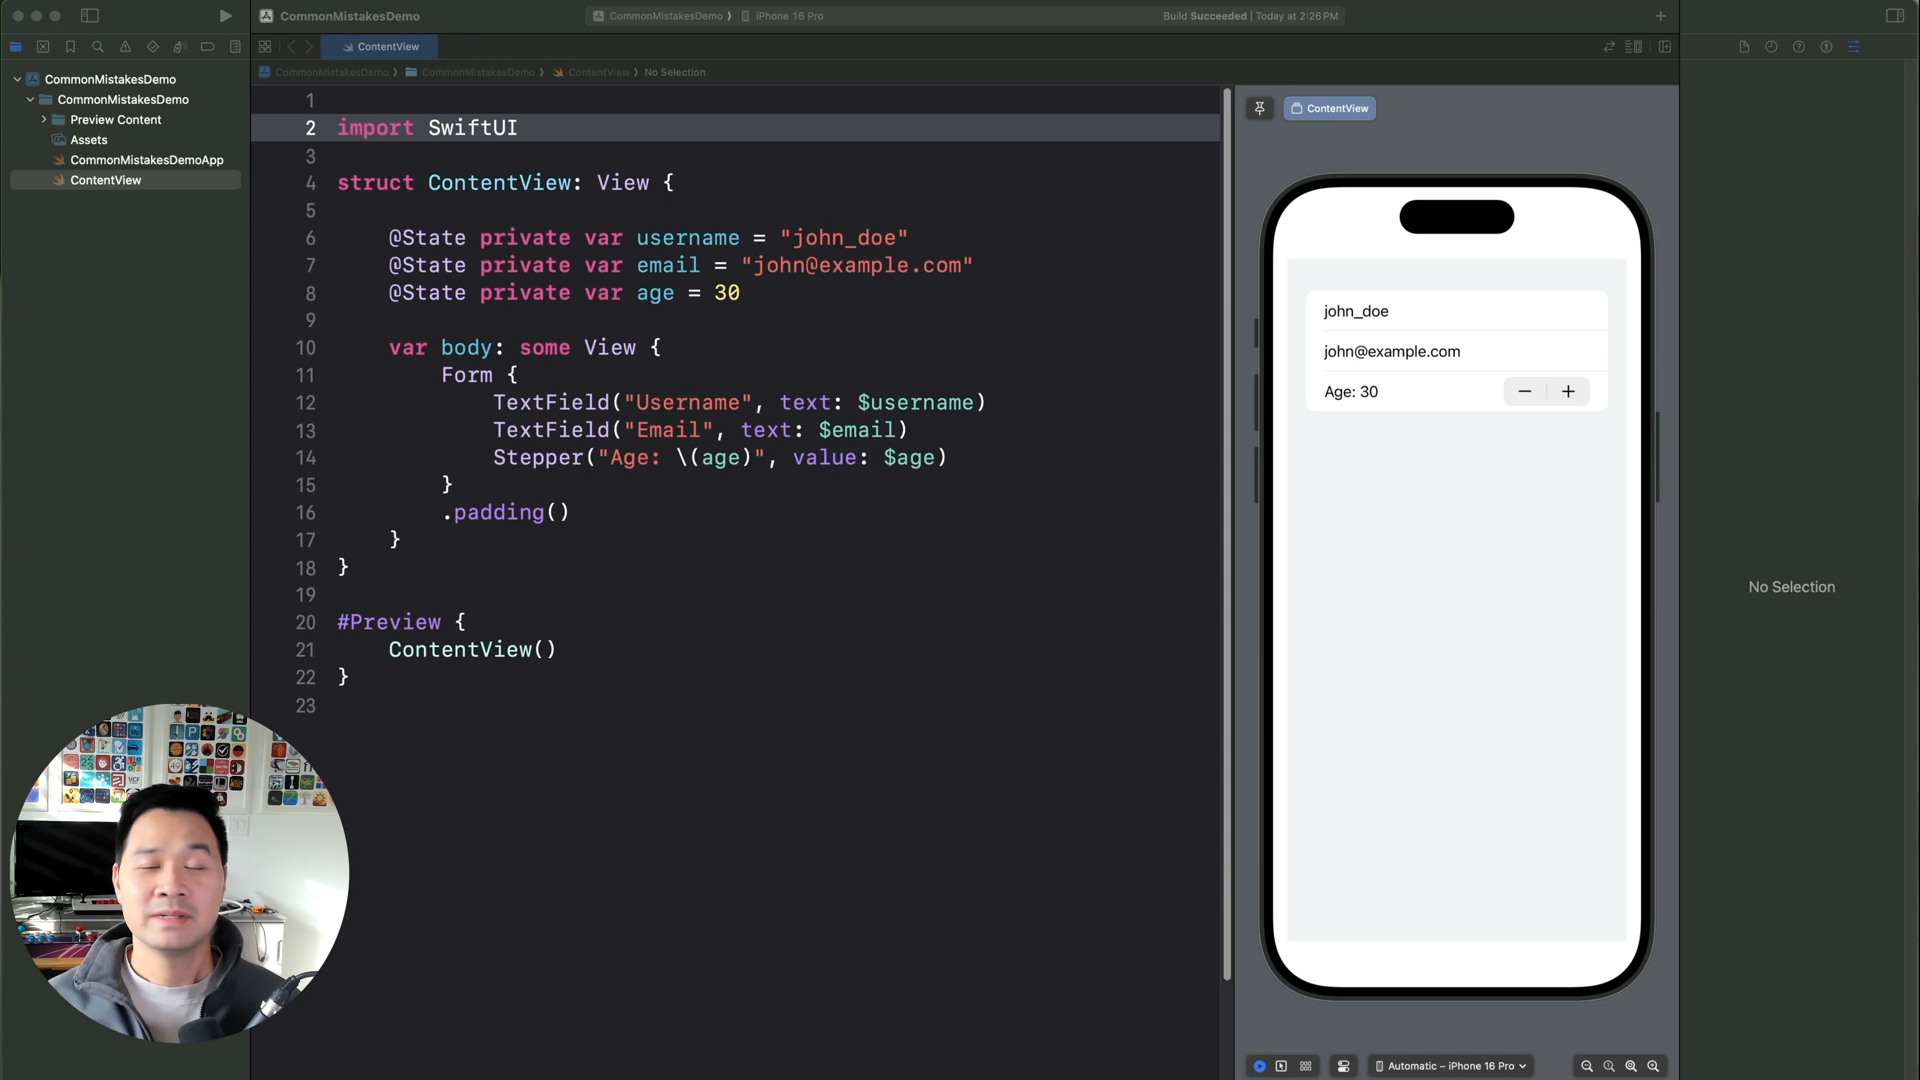 CommonMistakesDemo
CommonMistakesDemo
iPhone 16 Pro
Build Succeeded | Today at 2:26 PM
ContentView
CommonMistakesDemo
CommonMistakesDemo
ContentView
No Selection
CommonMistakesDemo
CommonMistakesDemo
Preview Content
Assets
CommonMistakesDemoApp
ContentView
1
2 import SwiftUI
3
4 struct ContentView: View {
5
6 @State private var username = "john_doe"
7 @State private var email = "john@example.com"
8 @State private var age = 30
9
10 var body: some View {
11 Form {
12 TextField("Username", text: $username)
13 TextField("Email", text: $email)
14 Stepper("Age: \(age)", value: $age)
15 }
16 .padding()
17 }
18 }
19
20 #Preview {
21 ContentView()
22 }
23
ContentView
john_doe
john@example.com
Age: 30
No Selection
Automatic – iPhone 16 Pro